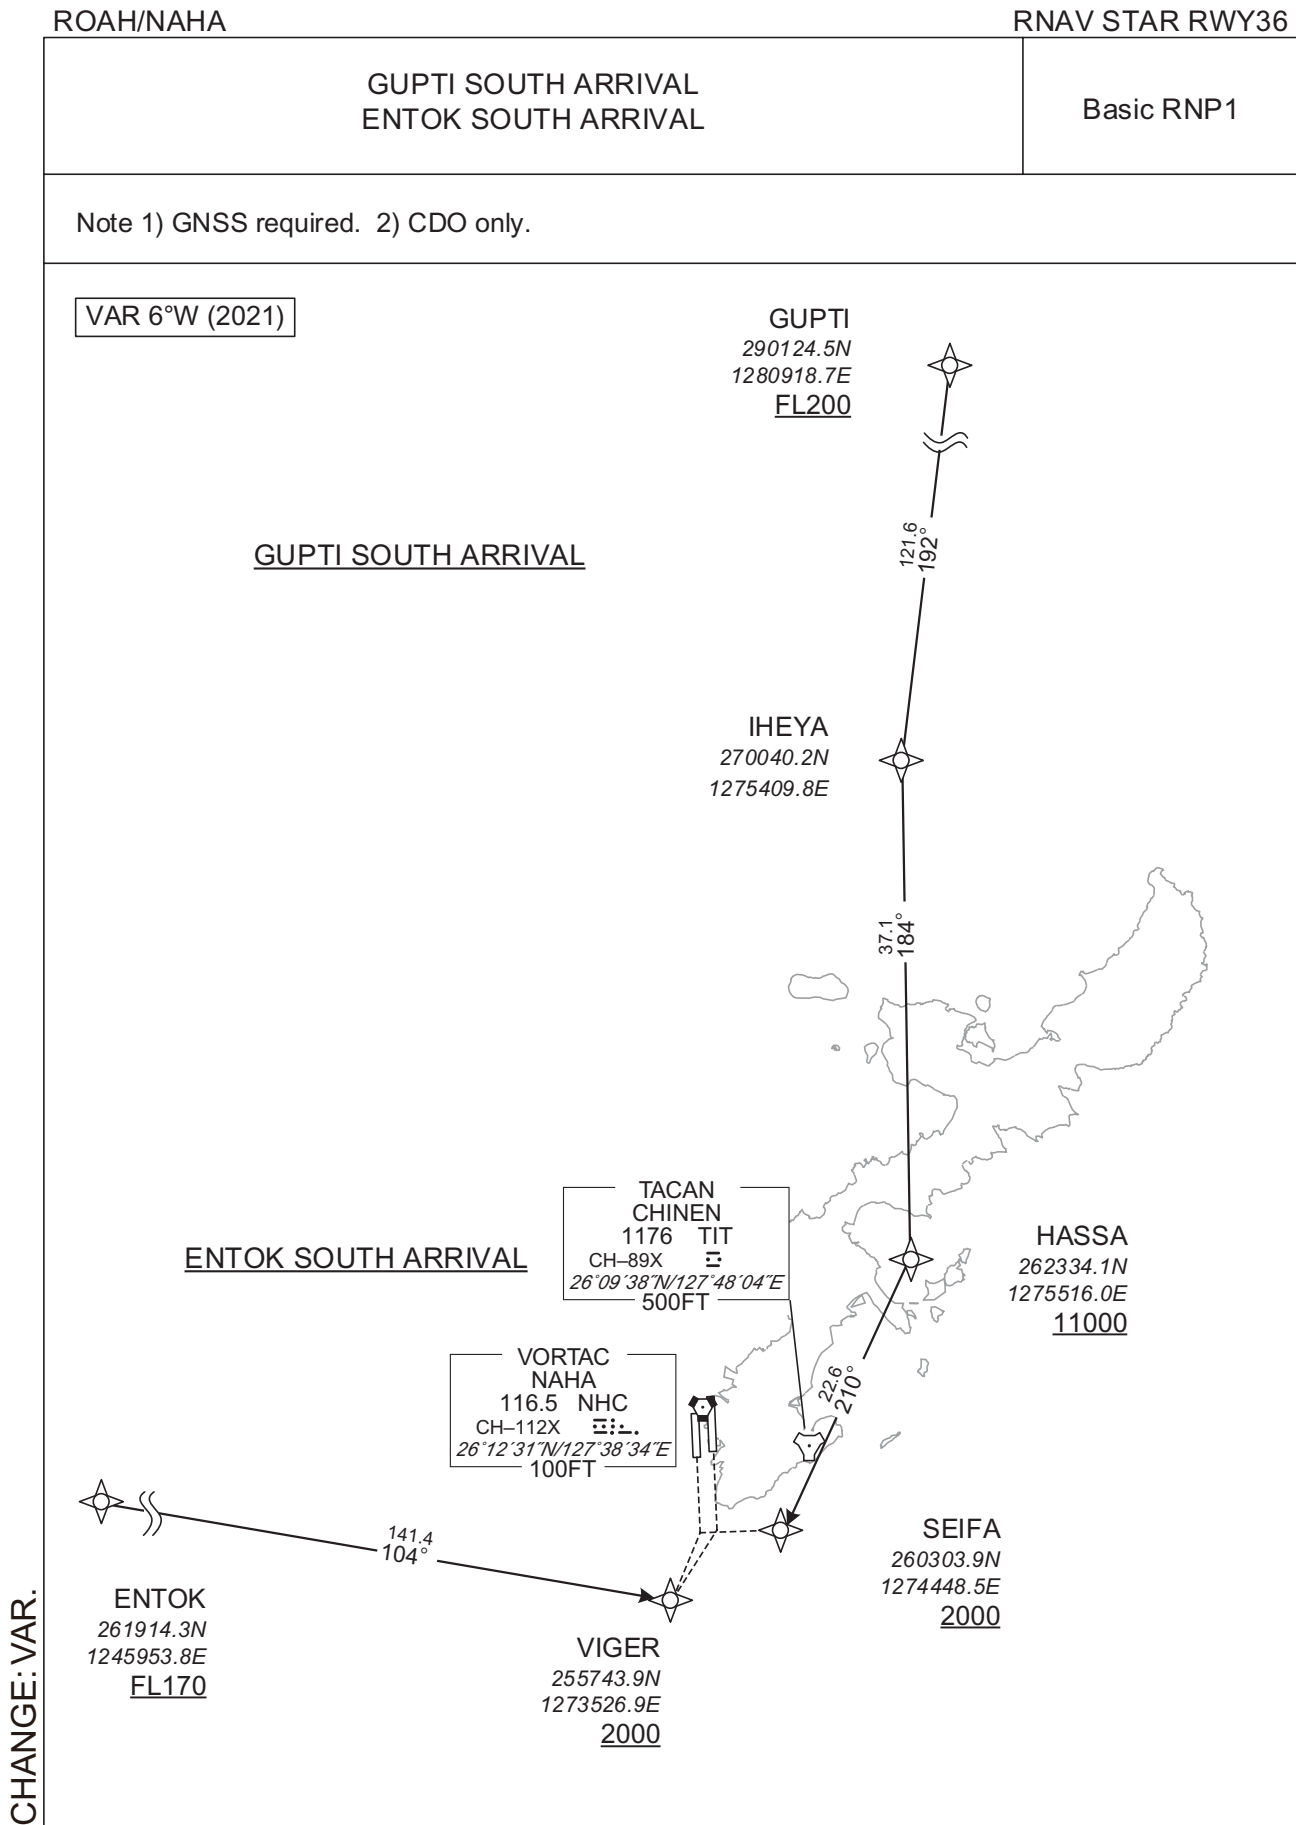 ROAH/NAHA
RNAV STAR RWY36
GUPTI SOUTH ARRIVAL
ENTOK SOUTH ARRIVAL
Basic RNP1
Note 1) GNSS required.  2) CDO only.
VAR 6°W (2021)
GUPTI
290124.5N
1280918.7E
FL200
121.6
192°
GUPTI SOUTH ARRIVAL
IHEYA
270040.2N
1275409.8E
37.1
184°
TACAN
CHINEN
1176 TIT
CH–89X
26°09′38″N/127°48′04″E
500FT
HASSA
262334.1N
1275516.0E
11000
ENTOK SOUTH ARRIVAL
22.6
210°
VORTAC
NAHA
116.5 NHC
CH–112X
26°12′31″N/127°38′34″E
100FT
141.4
104°
SEIFA
260303.9N
1274448.5E
2000
ENTOK
261914.3N
1245953.8E
FL170
VIGER
255743.9N
1273526.9E
2000
CHANGE: VAR.